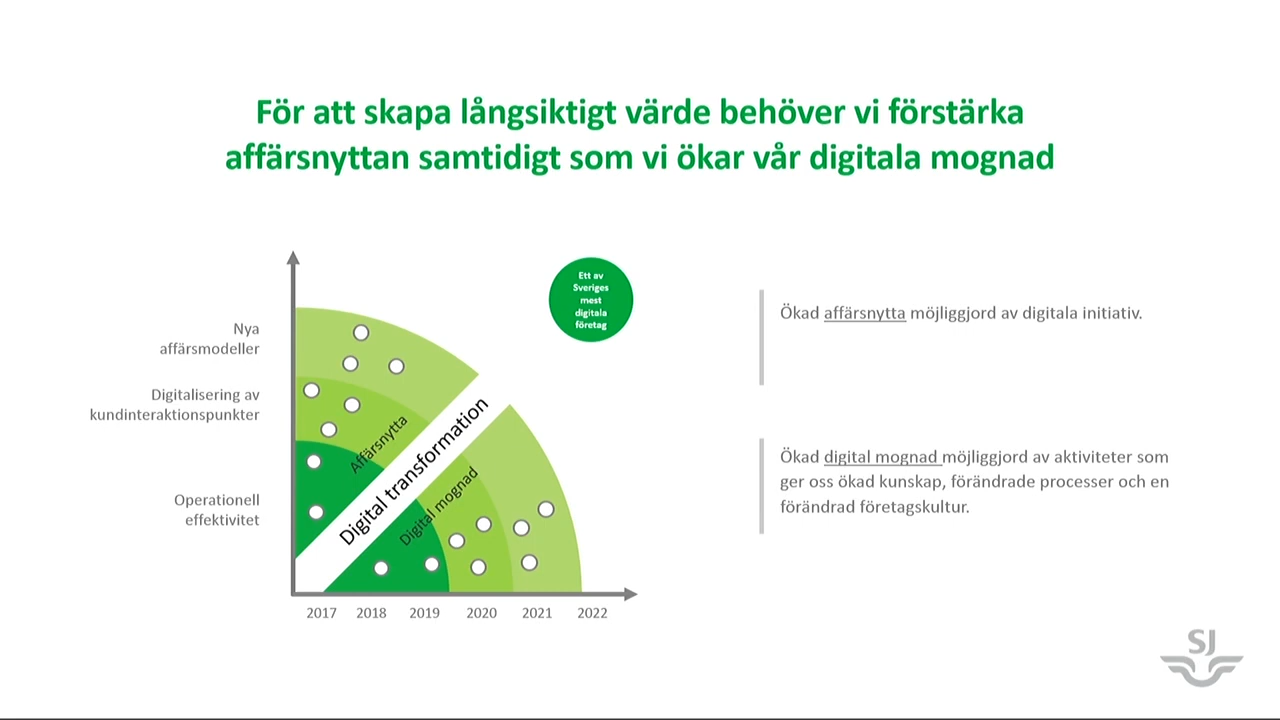 För att skapa långsiktigt värde behöver vi förstärka
affärsnyttan samtidigt som vi ökar vår digitala mognad
Ett av
Sveriges
mest
digitala
företag
Nya
affärsmodeller
Digitalisering av
kundinteraktionspunkter
Operationell
effektivitet
Affärsnytta
Digital transformation
Digital mognad
2017 2018 2019 2020 2021 2022
Ökad affärsnytta möjliggjord av digitala initiativ.
Ökad digital mognad möjliggjord av aktiviteter som
ger oss ökad kunskap, förändrade processer och en
förändrad företagskultur.
SJ